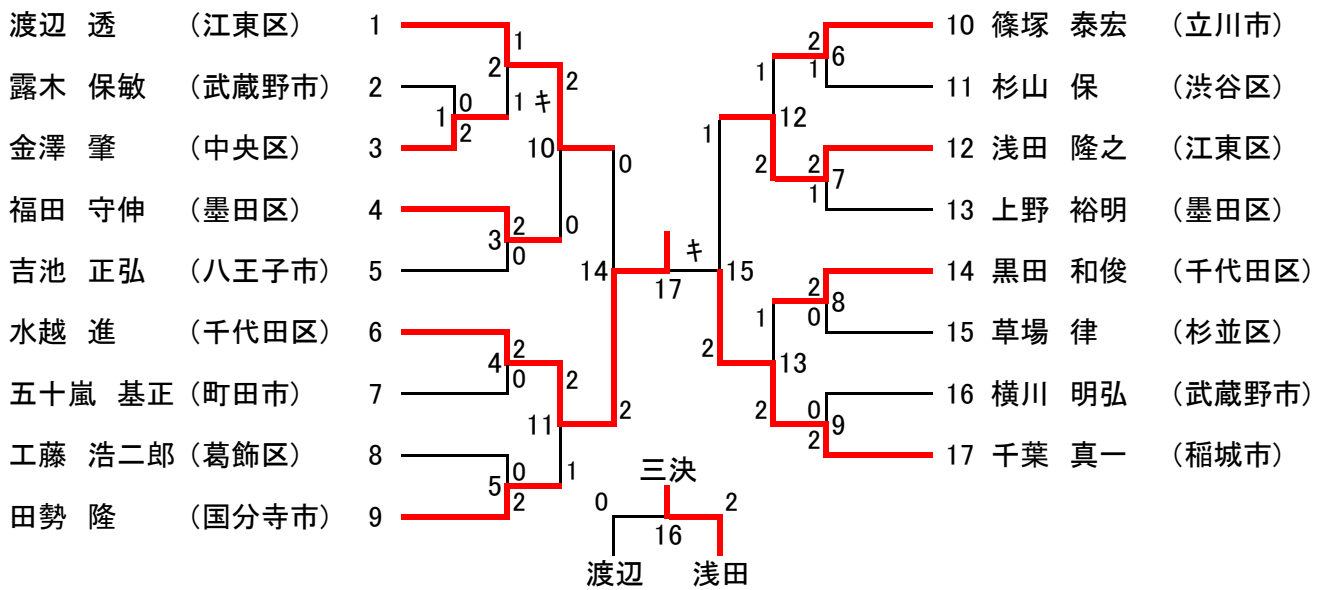 渡辺 透 (江東区) 1
露木 保敏 (武蔵野市) 2
金澤 肇 (中央区) 3
福田 守伸 (墨田区) 4
吉池 正弘 (八王子市) 5
水越 進 (千代田区) 6
五十嵐 基正 (町田市) 7
工藤 浩二郎 (葛飾区) 8
田勢 隆 (国分寺市) 9
1
2
0
1
2
1 キ
2
10
0
2
3
0
0
2
4
0
2
11
0
5
2
1
0
14
2
17
キ
10 篠塚 泰宏 (立川市)
11 杉山 保 (渋谷区)
12 浅田 隆之 (江東区)
13 上野 裕明 (墨田区)
14 黒田 和俊 (千代田区)
15 草場 律 (杉並区)
16 横川 明弘 (武蔵野市)
17 千葉 真一 (稲城市)
2
6
1
1
12
2
2
7
1
1
15
2
2
8
0
1
13
2
0
9
2
三決
0
2
16
渡辺 浅田